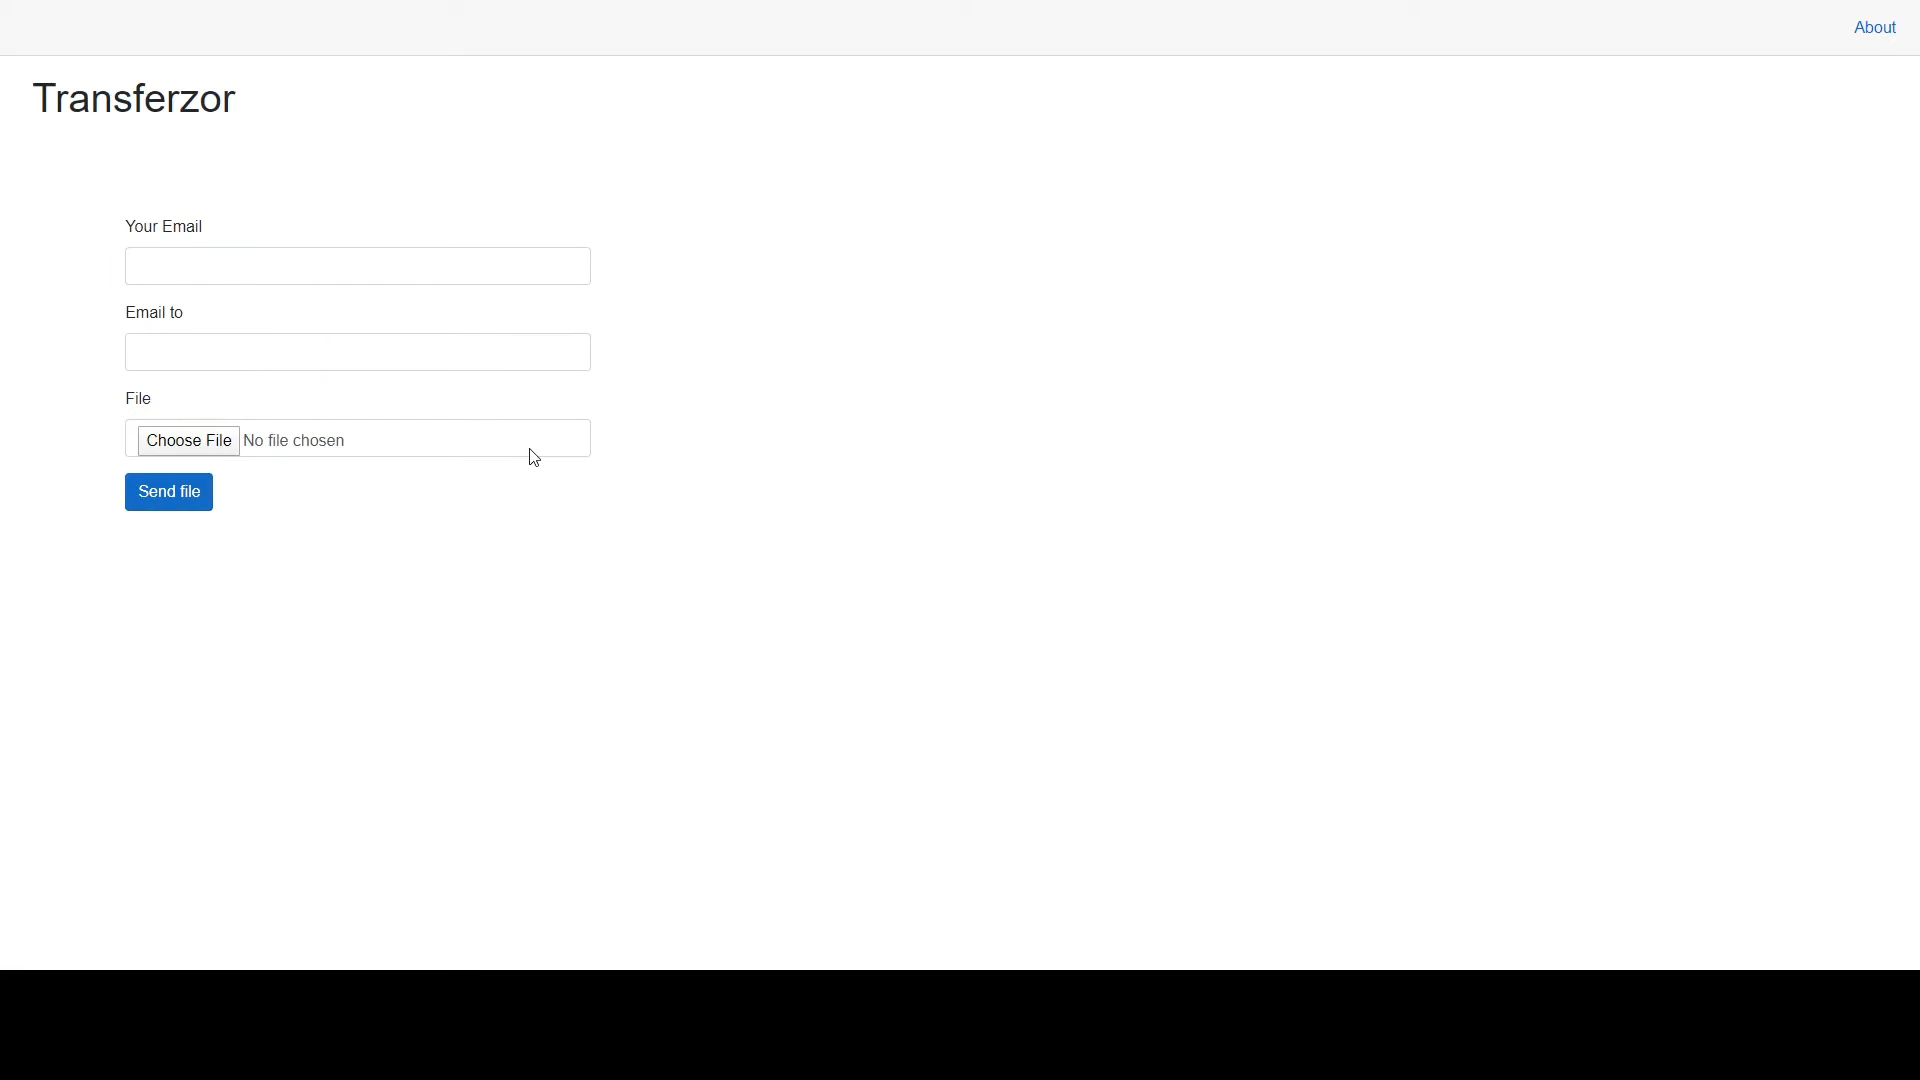 About
Transferzor
Your Email
Email to
File
Choose File No file chosen
Send file